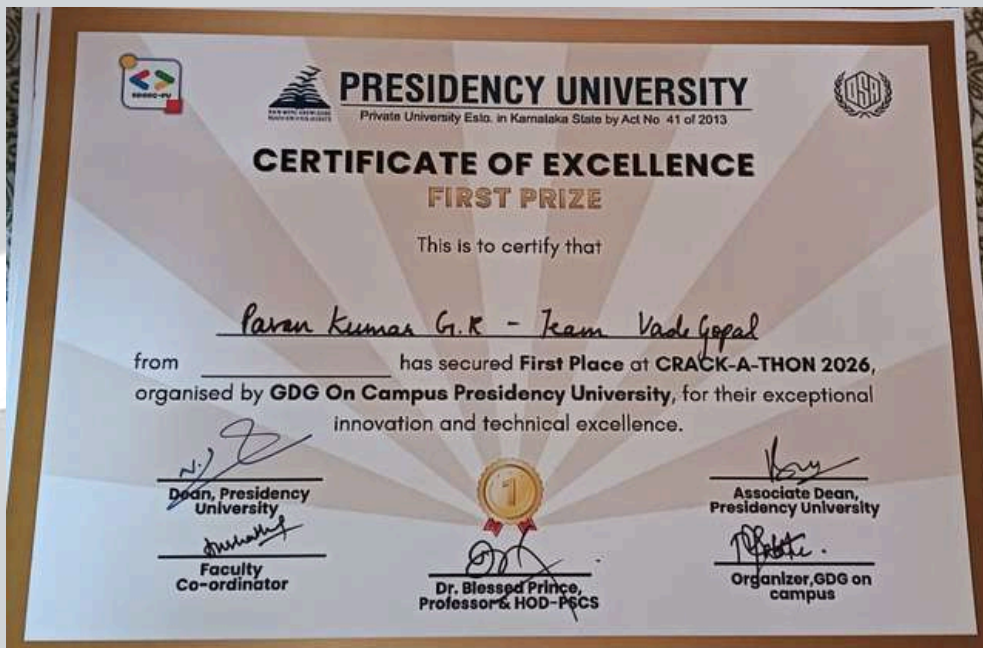 PRESIDENCY UNIVERSITY
Private University Estd. in Karnataka State by Act No 41 of 2013
CERTIFICATE OF EXCELLENCE
FIRST PRIZE
This is to certify that
Pavan Kumar G.R - Team Vade Gopal
from has secured First Place at CRACK-A-THON 2026,
organised by GDG On Campus Presidency University, for their exceptional
innovation and technical excellence.
1
Dean, Presidency
University
Associate Dean,
Presidency University
Faculty
Co-ordinator
Dr. Blessed Prince,
Professor & HOD-PSCS
Organizer,GDG on
campus